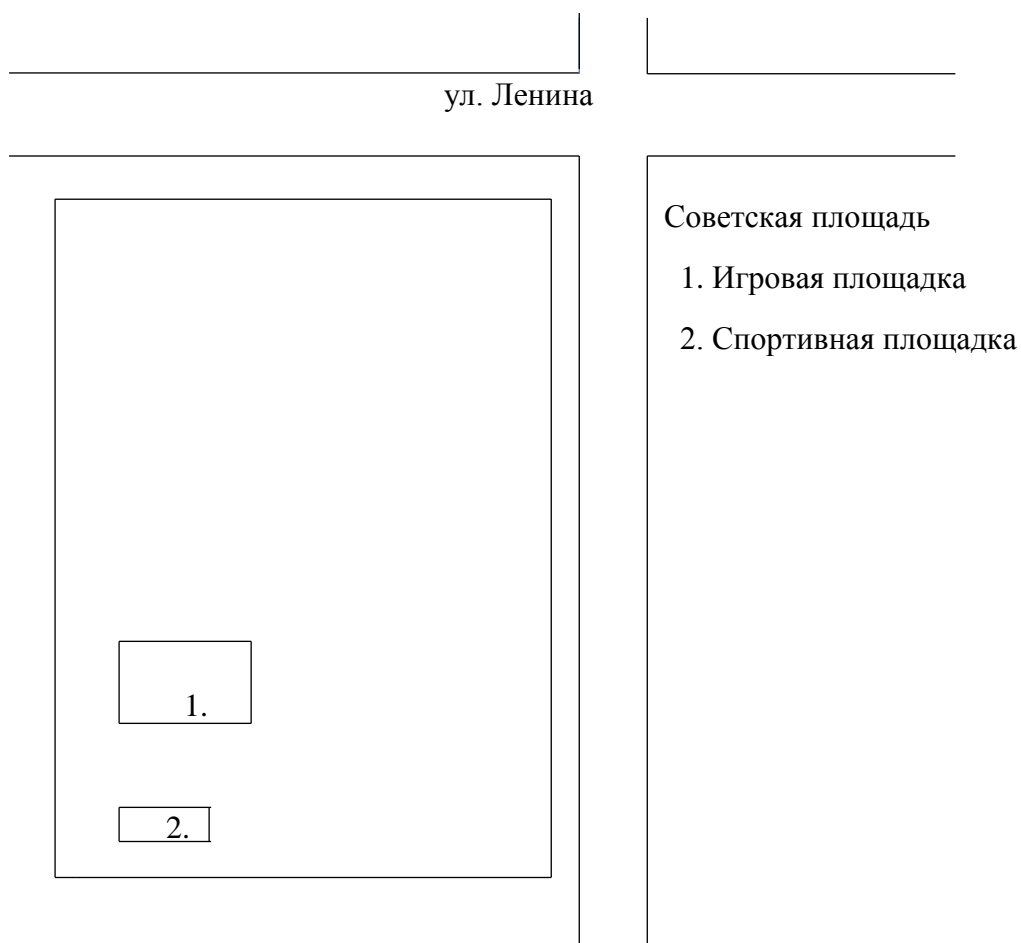 ул. Ленина
Советская площадь
1. Игровая площадка
2. Спортивная площадка
1.
2.